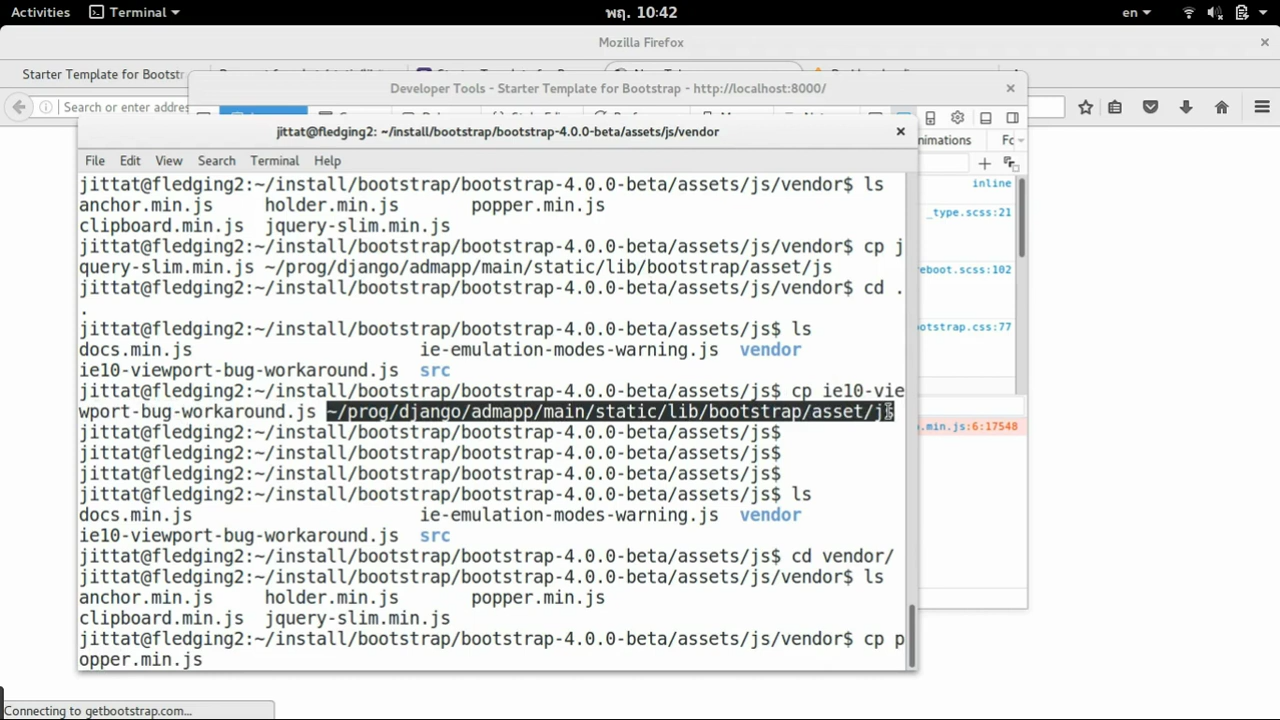 Activities Terminal พฤ. 10:42 en
Mozilla Firefox
Starter Template for Bootst
Developer Tools - Starter Template for Bootstrap - http://localhost:8000/
Search or enter addres
jittat@fledging2: ~/install/bootstrap/bootstrap-4.0.0-beta/assets/js/vendor
File Edit View Search Terminal Help
nimations Fc
inline
_type.scss:21
eboot.scss:102
otstrap.css:77
.min.js:6:17548
jittat@fledging2:~/install/bootstrap/bootstrap-4.0.0-beta/assets/js/vendor$ ls
anchor.min.js holder.min.js popper.min.js
clipboard.min.js jquery-slim.min.js
jittat@fledging2:~/install/bootstrap/bootstrap-4.0.0-beta/assets/js/vendor$ cp j
query-slim.min.js ~/prog/django/admapp/main/static/lib/bootstrap/asset/js
jittat@fledging2:~/install/bootstrap/bootstrap-4.0.0-beta/assets/js/vendor$ cd .
.
jittat@fledging2:~/install/bootstrap/bootstrap-4.0.0-beta/assets/js$ ls
docs.min.js ie-emulation-modes-warning.js vendor
ie10-viewport-bug-workaround.js src
jittat@fledging2:~/install/bootstrap/bootstrap-4.0.0-beta/assets/js$ cp ie10-vie
wport-bug-workaround.js ~/prog/django/admapp/main/static/lib/bootstrap/asset/js
jittat@fledging2:~/install/bootstrap/bootstrap-4.0.0-beta/assets/js$
jittat@fledging2:~/install/bootstrap/bootstrap-4.0.0-beta/assets/js$
jittat@fledging2:~/install/bootstrap/bootstrap-4.0.0-beta/assets/js$
jittat@fledging2:~/install/bootstrap/bootstrap-4.0.0-beta/assets/js$ ls
docs.min.js ie-emulation-modes-warning.js vendor
ie10-viewport-bug-workaround.js src
jittat@fledging2:~/install/bootstrap/bootstrap-4.0.0-beta/assets/js$ cd vendor/
jittat@fledging2:~/install/bootstrap/bootstrap-4.0.0-beta/assets/js/vendor$ ls
anchor.min.js holder.min.js popper.min.js
clipboard.min.js jquery-slim.min.js
jittat@fledging2:~/install/bootstrap/bootstrap-4.0.0-beta/assets/js/vendor$ cp p
opper.min.js
Connecting to getbootstrap.com...